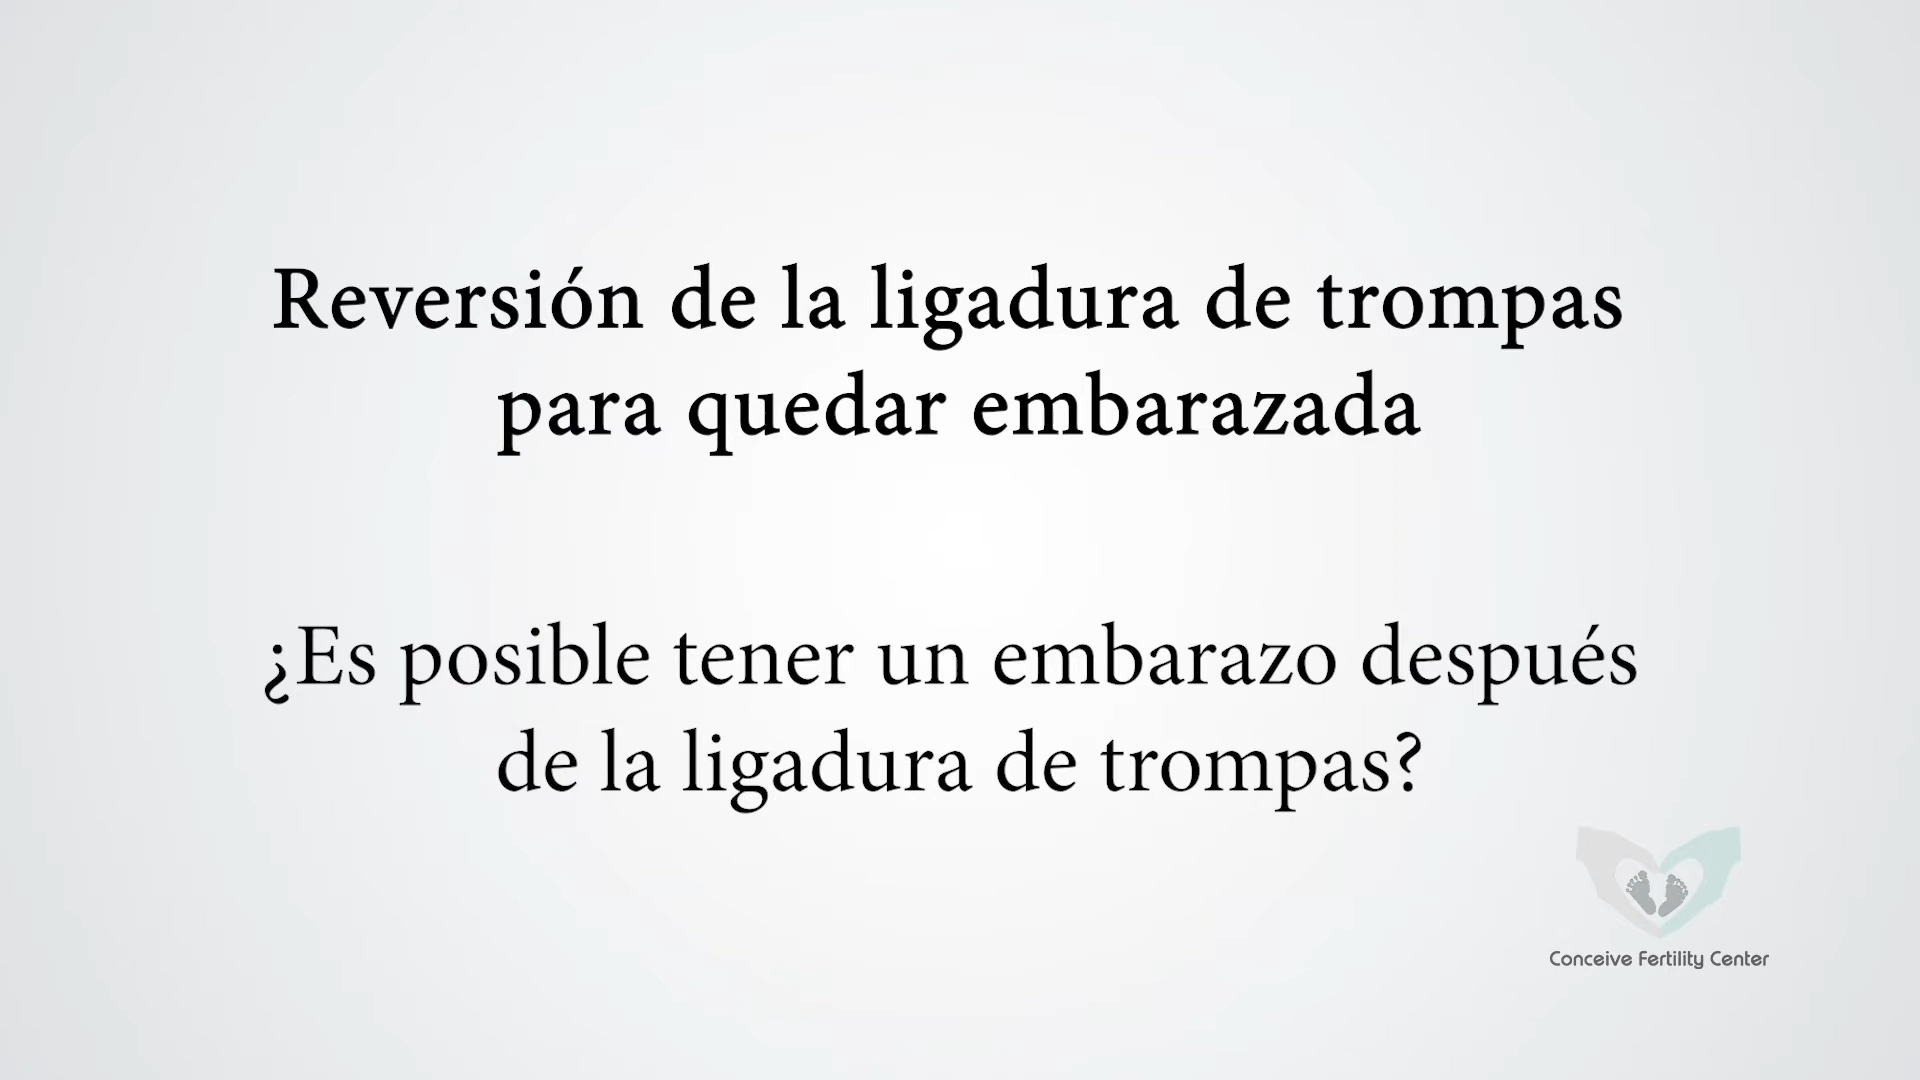 Reversión de la ligadura de trompas
para quedar embarazada
¿Es posible tener un embarazo después
de la ligadura de trompas?
Conceive Fertility Center